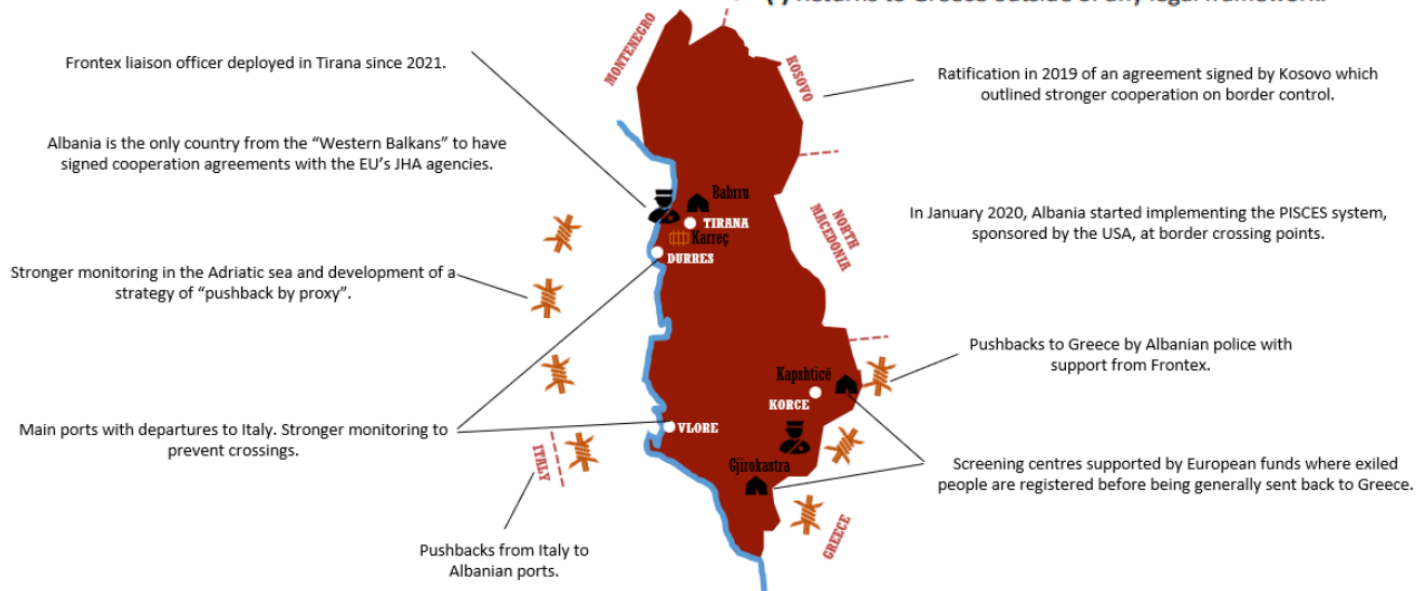 (*) Returns to Greece outside of any legal framework.
MONTENEGRO
KOSOVO
Frontex liaison officer deployed in Tirana since 2021.
Ratification in 2019 of an agreement signed by Kosovo which
outlined stronger cooperation on border control.
Albania is the only country from the “Western Balkans” to have
signed cooperation agreements with the EU's JHA agencies.
Babrru
TIRANA
Karreç
DURRES
NORTH
MACEDONIA
In January 2020, Albania started implementing the PISCES system,
sponsored by the USA, at border crossing points.
Stronger monitoring in the Adriatic sea and development of a
strategy of “pushback by proxy”.
Pushbacks to Greece by Albanian police with
support from Frontex.
Kapshticë
KORCE
Main ports with departures to Italy. Stronger monitoring to
prevent crossings.
VLORE
ITALY
Gjirokastra
Screening centres supported by European funds where exiled
people are registered before being generally sent back to Greece.
GREECE
Pushbacks from Italy to
Albanian ports.